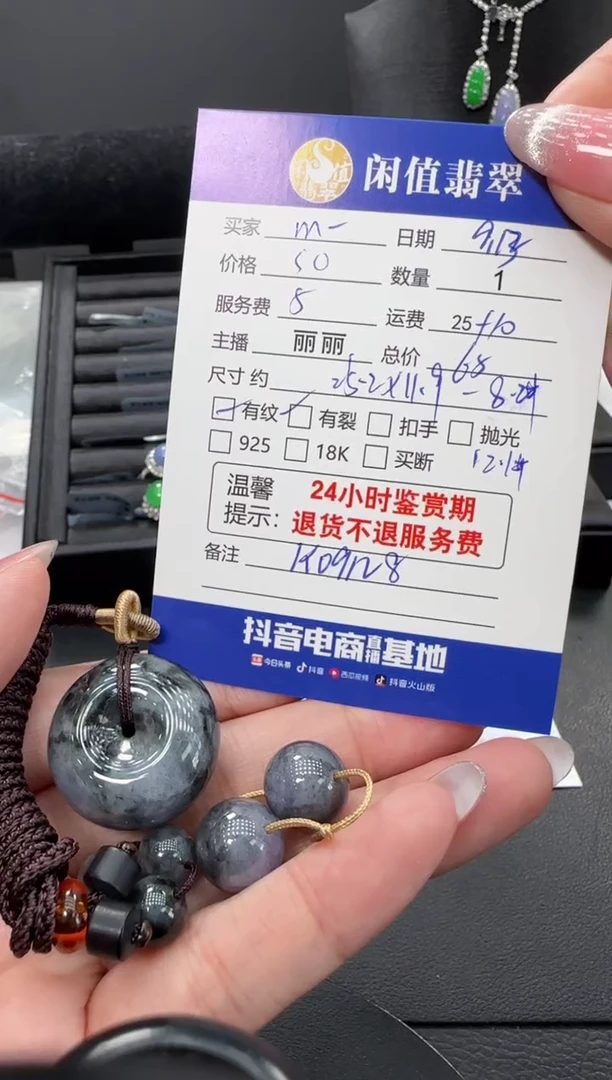 闲值翡翠
买家 m- 日期 9.13
价格 50 数量 1
服务费 8 运费 25+10
主播 丽丽 总价 68
尺寸约 25.2X11.9-8.2#
有纹 有裂 扣手 抛光
925 18K 买断 12.1#
温馨提示: 24小时鉴赏期
退货不退服务费
备注 K09128
抖音电商直播基地
今日头条 抖音 西瓜视频 抖音火山版